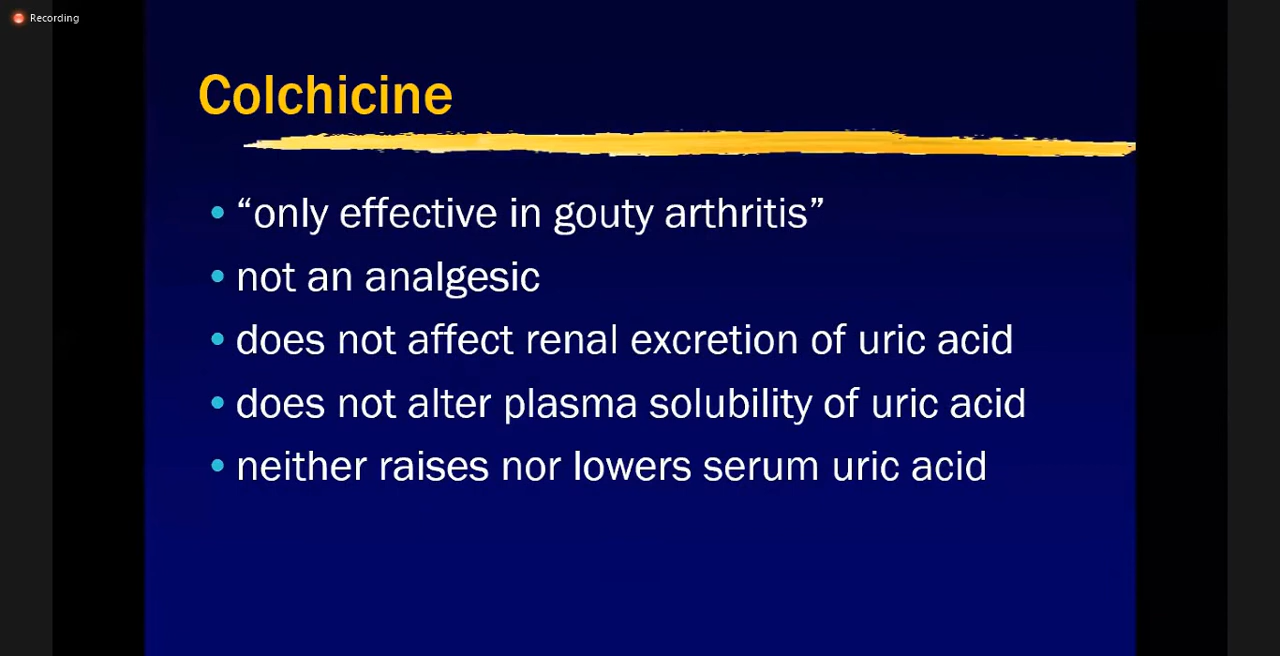 Recording
Colchicine
• “only effective in gouty arthritis”
• not an analgesic
• does not affect renal excretion of uric acid
• does not alter plasma solubility of uric acid
• neither raises nor lowers serum uric acid